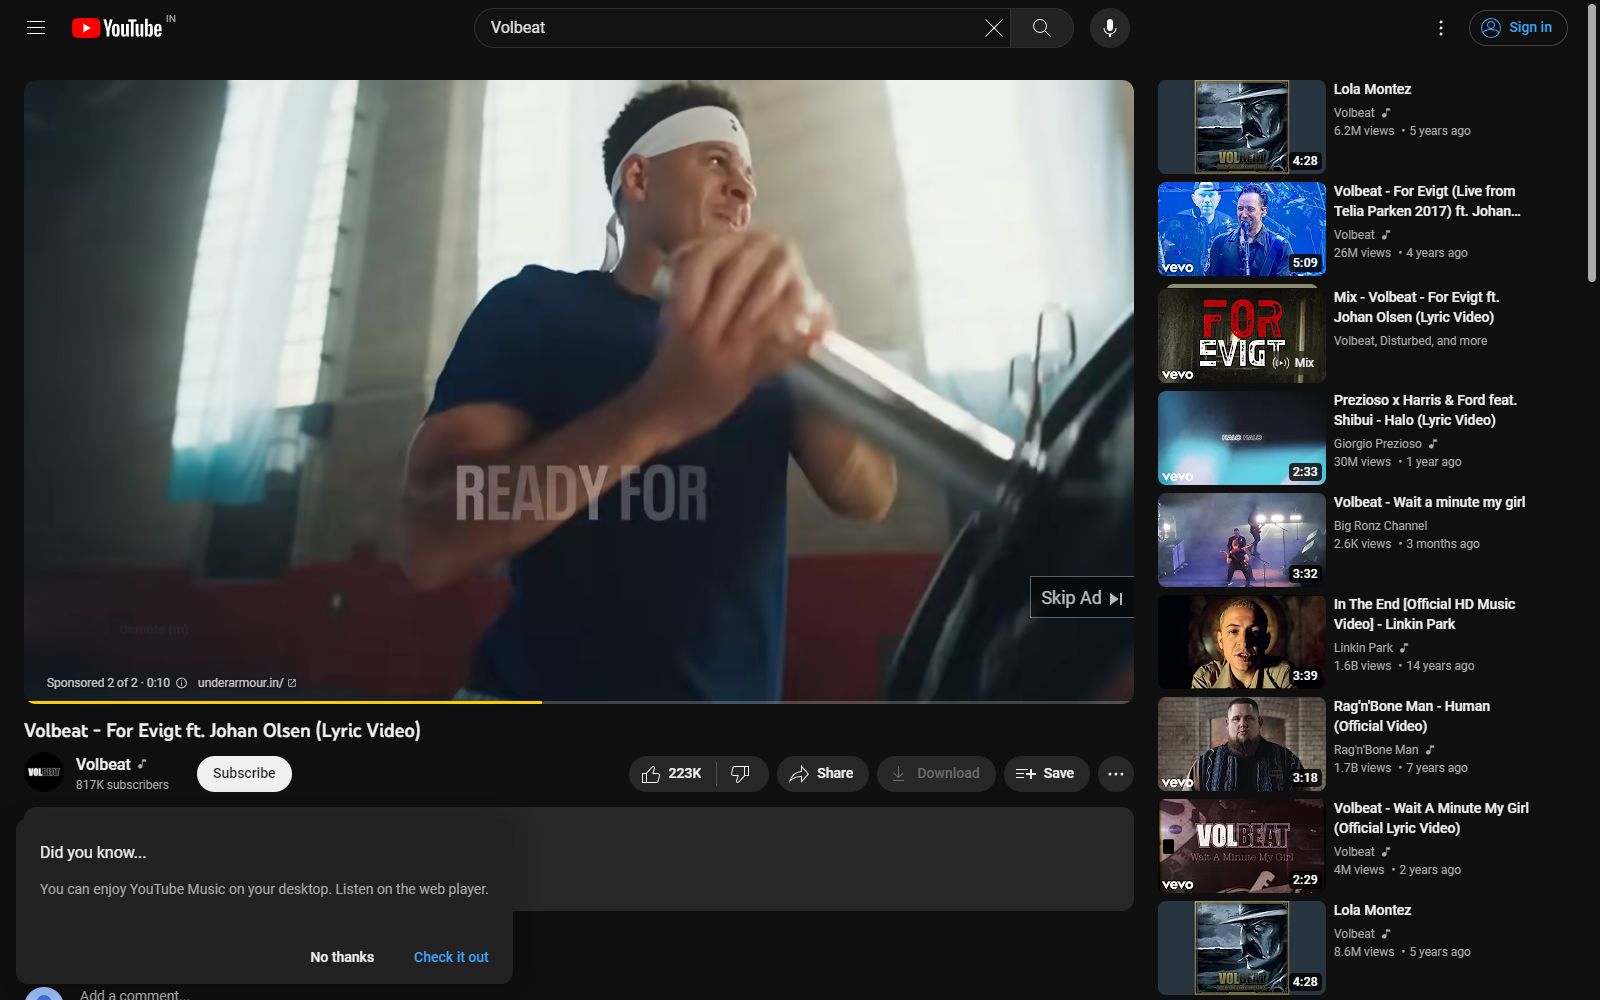 YouTube IN
Volbeat
Sign in
READY FOR
Skip Ad
Unmute (m)
Sponsored 2 of 2 · 0:10
underarmour.in/
Volbeat - For Evigt ft. Johan Olsen (Lyric Video)
VOLBEAT
Volbeat
817K subscribers
Subscribe
223K
Share
Download
Save
Did you know...
You can enjoy YouTube Music on your desktop. Listen on the web player.
No thanks
Check it out
Add a comment...
VOLBEAT
4:28
Lola Montez
Volbeat
6.2M views • 5 years ago
vevo
5:09
Volbeat - For Evigt (Live from
Telia Parken 2017) ft. Johan...
Volbeat
26M views • 4 years ago
FOR
EVIGT
Mix
vevo
Mix - Volbeat - For Evigt ft.
Johan Olsen (Lyric Video)
Volbeat, Disturbed, and more
HALO HALO
vevo
2:33
Prezioso x Harris & Ford feat.
Shibui - Halo (Lyric Video)
Giorgio Prezioso
30M views • 1 year ago
3:32
Volbeat - Wait a minute my girl
Big Ronz Channel
2.6K views • 3 months ago
3:39
In The End [Official HD Music
Video] - Linkin Park
Linkin Park
1.6B views • 14 years ago
vevo
3:18
Rag'n'Bone Man - Human
(Official Video)
Rag'n'Bone Man
1.7B views • 7 years ago
VOLBEAT
Wait A Minute My Girl
vevo
2:29
Volbeat - Wait A Minute My Girl
(Official Lyric Video)
Volbeat
4M views • 2 years ago
VOLBEAT
4:28
Lola Montez
Volbeat
8.6M views • 5 years ago